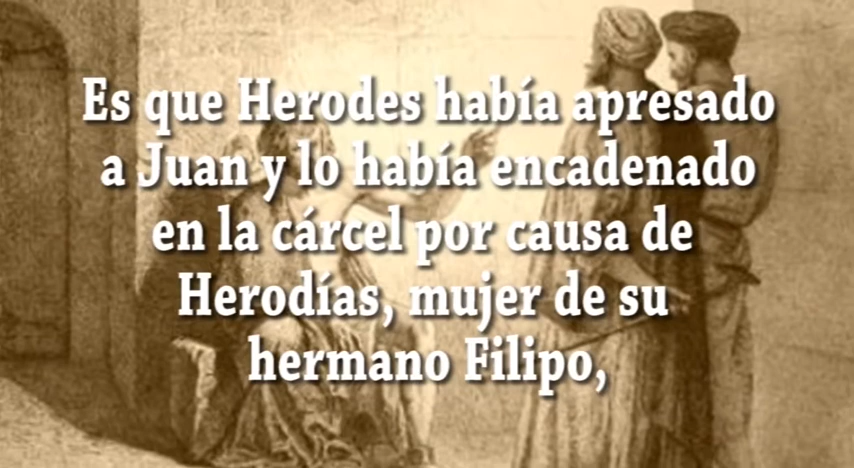 Es que Herodes había apresado
a Juan y lo había encadenado
en la cárcel por causa de
Herodías, mujer de su
hermano Filipo,